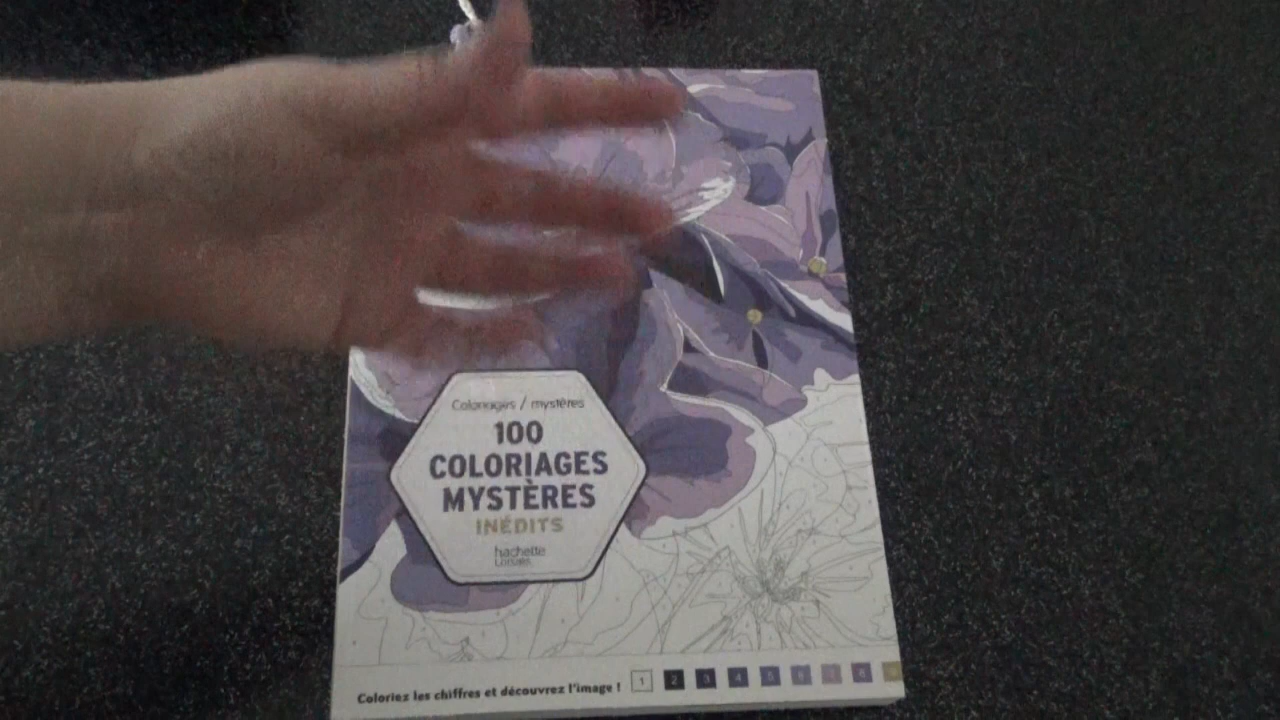 Coloriages / mystères
100
COLORIAGES
MYSTÈRES
INÉDITS
hachette
Loisirs
Coloriez les chiffres et découvrez l'image ! 1 2 3 4 5 6 7 8 9